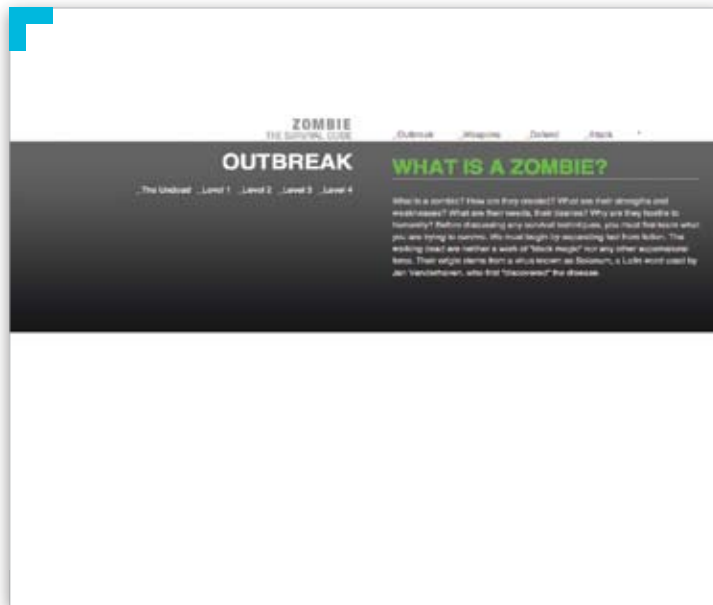 ZOMBIE
THE SURVIVAL GUIDE
_Outbreak _Weapons _Defend _Attack
OUTBREAK
_The Undead _Level 1 _Level 2 _Level 3 _Level 4
WHAT IS A ZOMBIE?
What is a zombie? How are they created? What are their strengths and
weaknesses? What are their needs, their desires? Why are they hostile to
humanity? Before discussing any survival techniques, you must first learn what
you are trying to survive. We must begin by separating fact from fiction. The
walking dead are neither a work of "black magic" nor any other supernatural
force. Their origin stems from a virus known as Solanum, a Latin word used by
Jan Vanderhaven, who first "discovered" the disease.